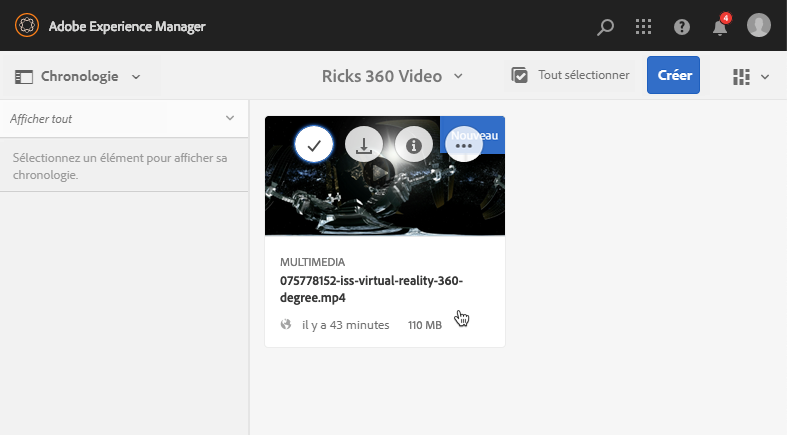 Adobe Experience Manager
4
Chronologie
Ricks 360 Video
Tout sélectionner
Créer
Afficher tout
Sélectionnez un élément pour afficher sa
chronologie.
Nouveau
MULTIMEDIA
075778152-iss-virtual-reality-360-
degree.mp4
il y a 43 minutes 110 MB